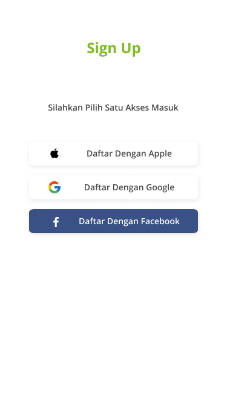 Sign Up
Silahkan Pilih Satu Akses Masuk
Daftar Dengan Apple
Daftar Dengan Google
Daftar Dengan Facebook